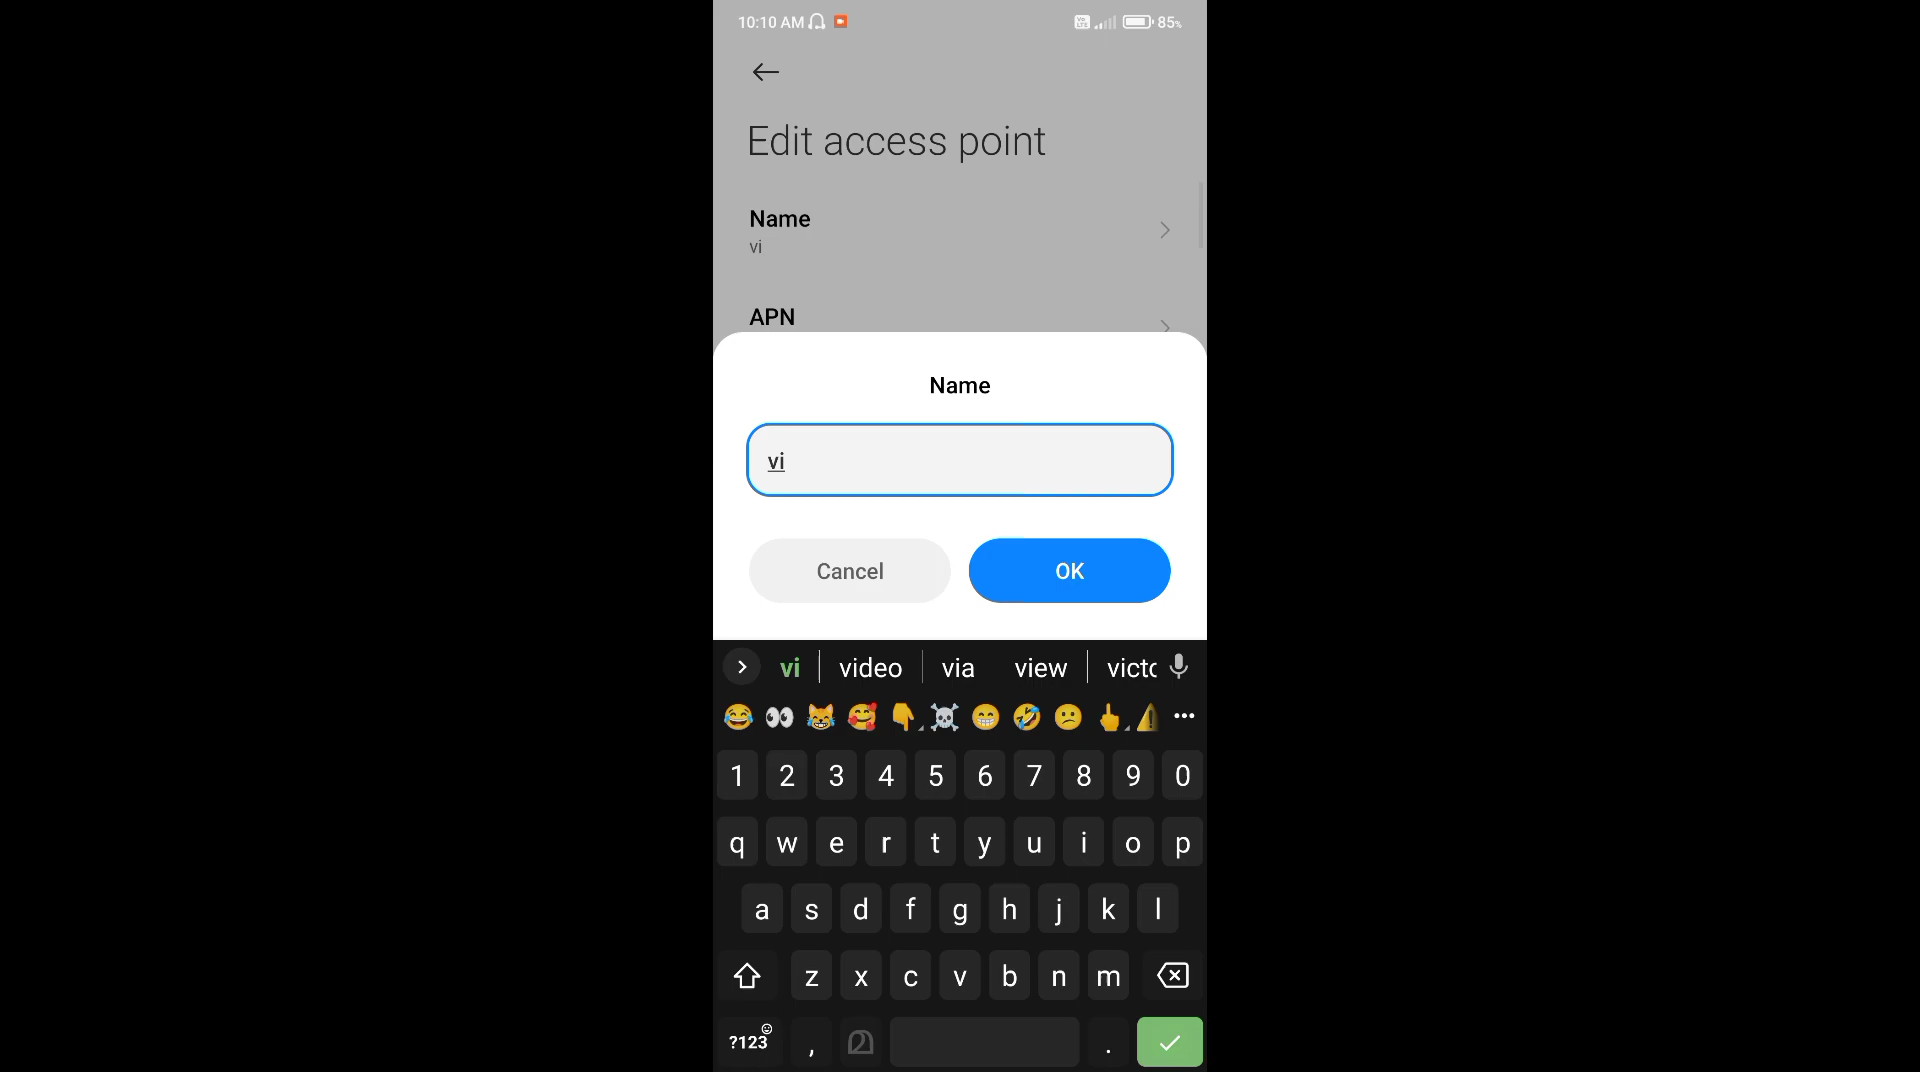 10:10 AM 85%
Edit access point
Name
vi
APN
Name
vi
Cancel OK
vi video via view victo
1 2 3 4 5 6 7 8 9 0
q w e r t y u i o p
a s d f g h j k l
z x c v b n m
?123 , .